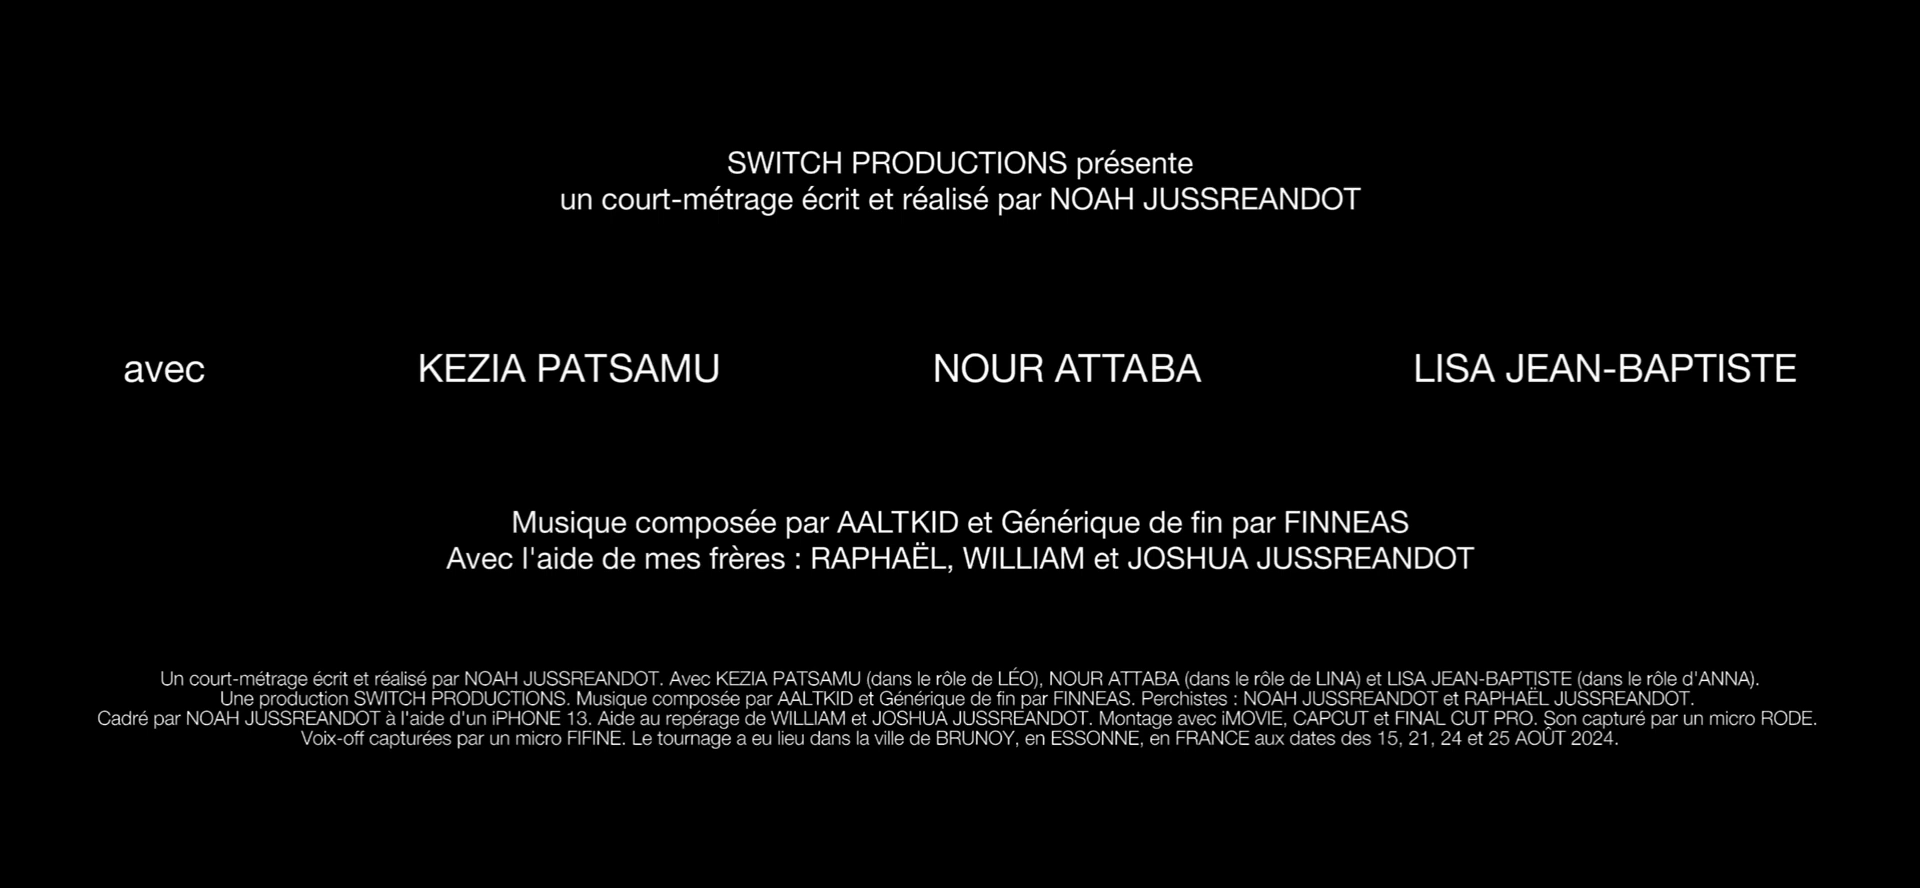 SWITCH PRODUCTIONS présente
un court-métrage écrit et réalisé par NOAH JUSSREANDOT
avec KEZIA PATSAMU NOUR ATTABA LISA JEAN-BAPTISTE
Musique composée par AALTKID et Générique de fin par FINNEAS
Avec l'aide de mes frères : RAPHAËL, WILLIAM et JOSHUA JUSSREANDOT
Un court-métrage écrit et réalisé par NOAH JUSSREANDOT. Avec KEZIA PATSAMU (dans le rôle de LÉO), NOUR ATTABA (dans le rôle de LINA) et LISA JEAN-BAPTISTE (dans le rôle d'ANNA).
Une production SWITCH PRODUCTIONS. Musique composée par AALTKID et Générique de fin par FINNEAS. Perchistes : NOAH JUSSREANDOT et RAPHAËL JUSSREANDOT.
Cadré par NOAH JUSSREANDOT à l'aide d'un iPHONE 13. Aide au repérage de WILLIAM et JOSHUA JUSSREANDOT. Montage avec iMOVIE, CAPCUT et FINAL CUT PRO. Son capturé par un micro RODE.
Voix-off capturées par un micro FIFINE. Le tournage a eu lieu dans la ville de BRUNOY, en ESSONNE, en FRANCE aux dates des 15, 21, 24 et 25 AOÛT 2024.